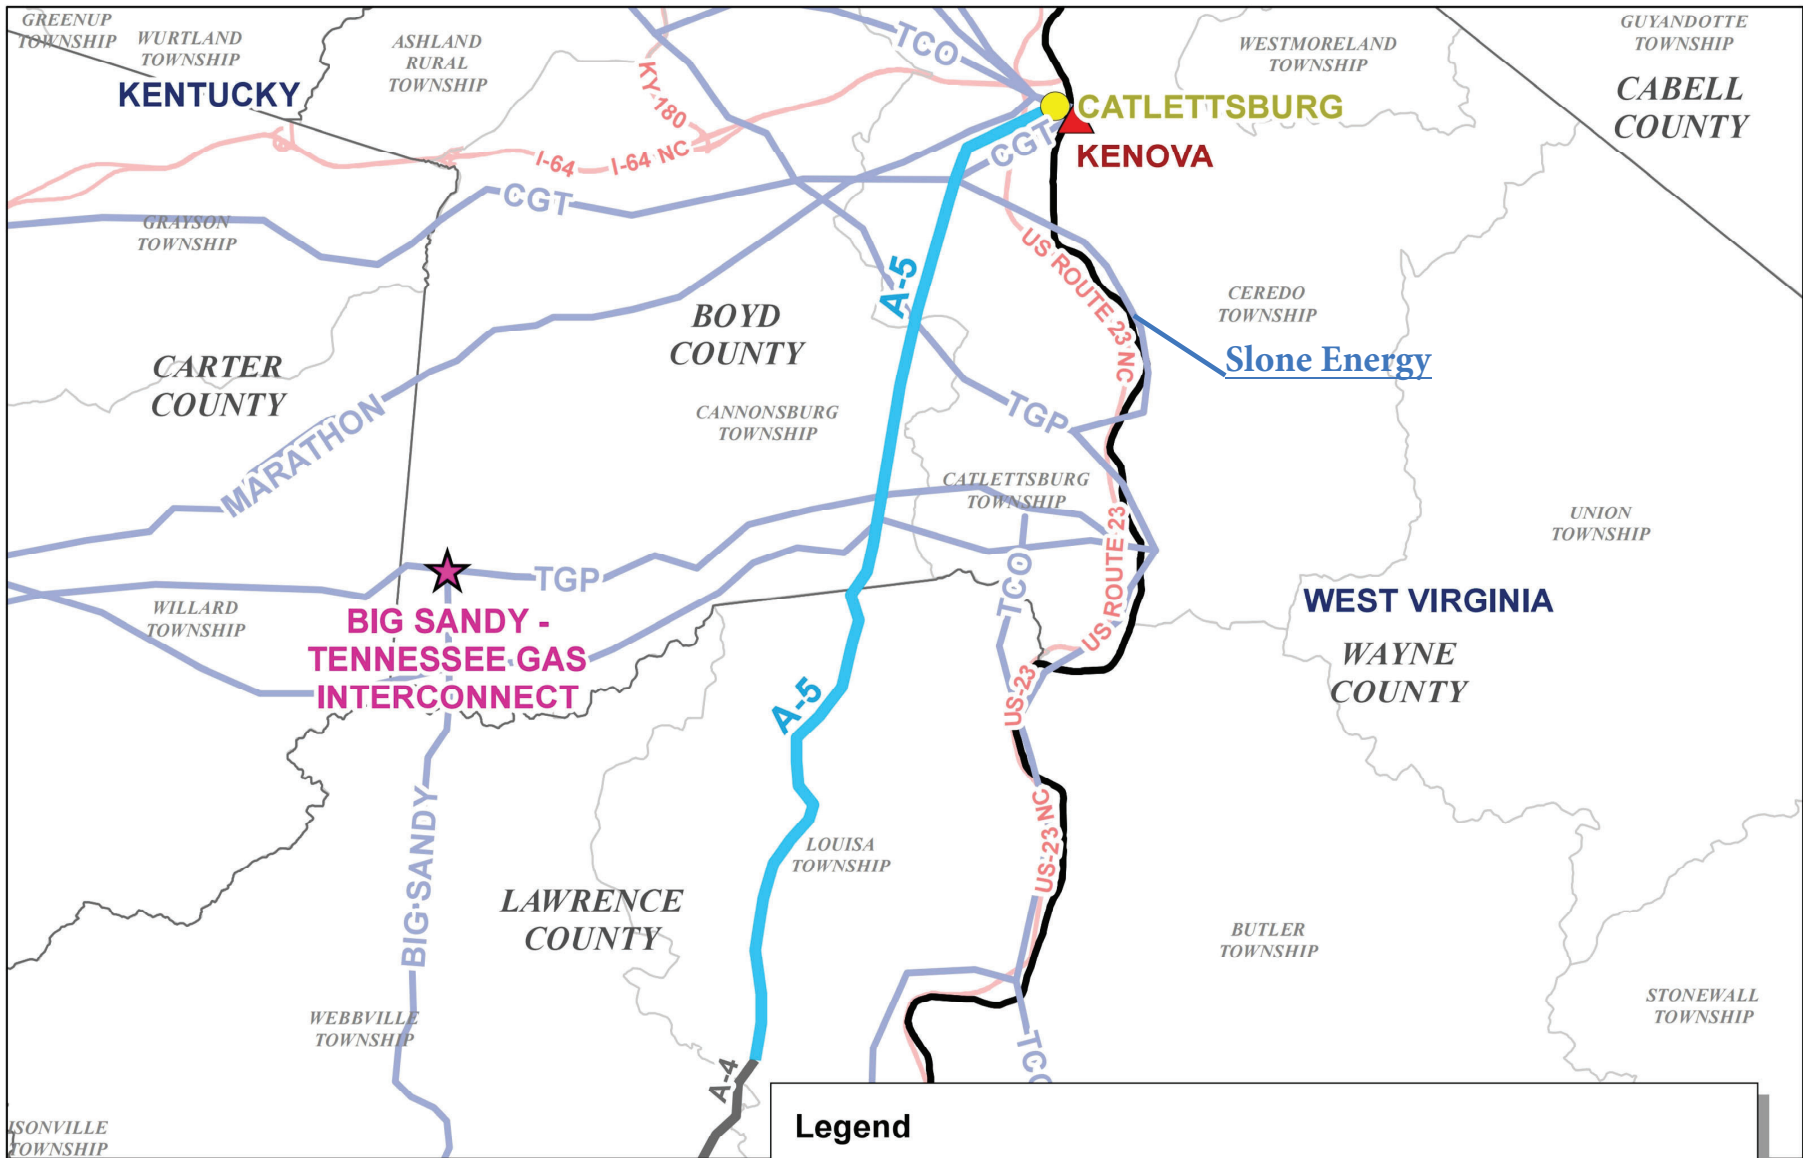 GREENUP
TOWNSHIP
WURTLAND
TOWNSHIP
ASHLAND
RURAL
TOWNSHIP
KENTUCKY
KY 180
TCO
WESTMORELAND
TOWNSHIP
GUYANDOTTE
TOWNSHIP
CABELL
COUNTY
CATLETTSBURG
KENOVA
CGT
I-64
I-64 NC
CGT
GRAYSON
TOWNSHIP
A-5
US ROUTE 23 NC
CEREDO
TOWNSHIP
Slone Energy
BOYD
COUNTY
CARTER
COUNTY
MARATHON
CANNONSBURG
TOWNSHIP
TGP
CATLETTSBURG
TOWNSHIP
UNION
TOWNSHIP
TGP
TCO
US ROUTE 23
WILLARD
TOWNSHIP
BIG SANDY -
TENNESSEE GAS
INTERCONNECT
WEST VIRGINIA
WAYNE
COUNTY
A-5
US-23
BIG SANDY
US-23 NC
LOUISA
TOWNSHIP
LAWRENCE
COUNTY
BUTLER
TOWNSHIP
WEBBVILLE
TOWNSHIP
STONEWALL
TOWNSHIP
TCO
A-4
ISONVILLE
TOWNSHIP
Legend